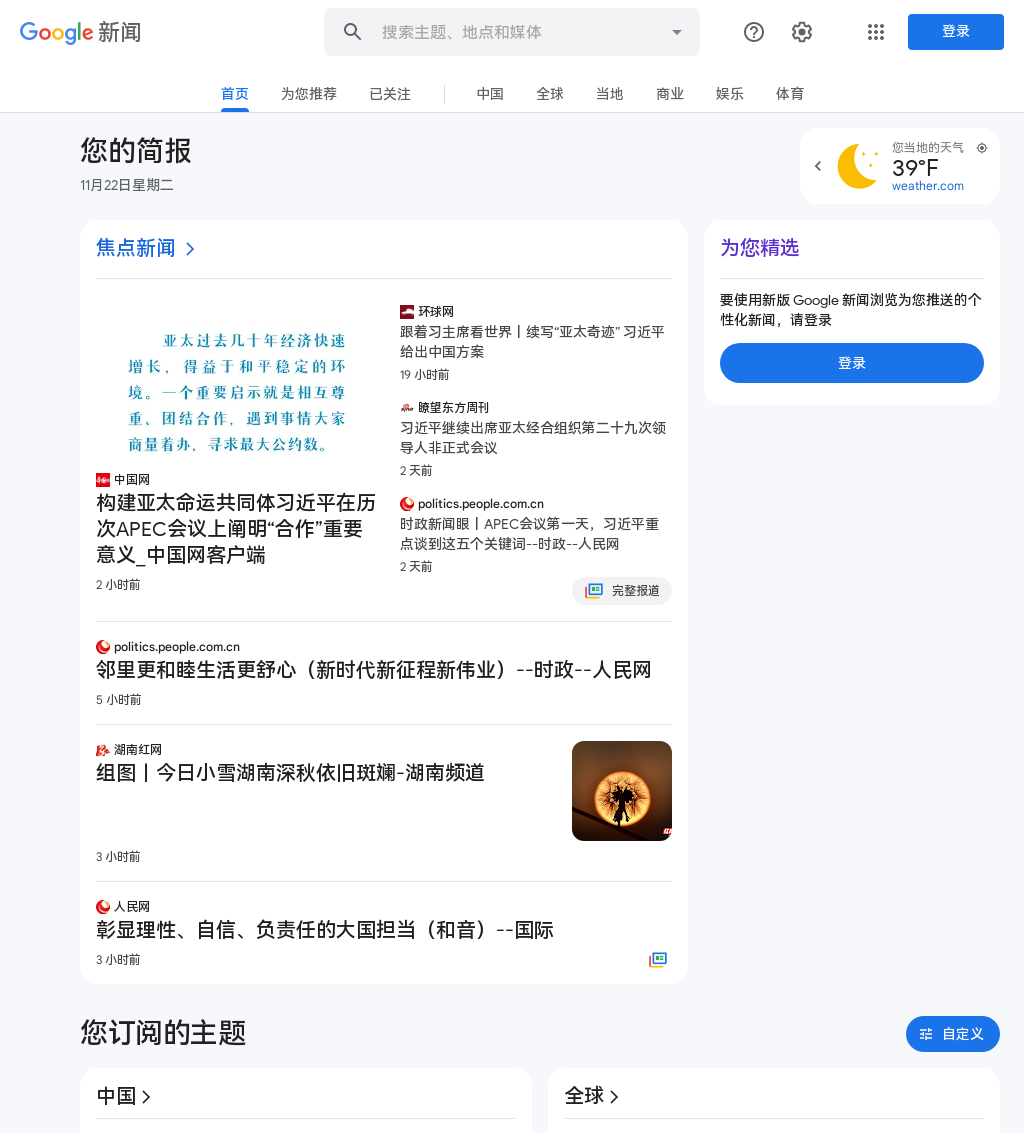 Google 新闻
搜索主题、地点和媒体
登录
首页
为您推荐
已关注
中国
全球
当地
商业
娱乐
体育
您的简报
11月22日星期二
您当地的天气
39°F
weather.com
焦点新闻
亚太过去几十年经济快速
增长，得益于和平稳定的环
境。一个重要启示就是相互尊
重、团结合作，遇到事情大家
商量着办，寻求最大公约数。
中国网
构建亚太命运共同体习近平在历
次APEC会议上阐明“合作”重要
意义_中国网客户端
2 小时前
环球网
跟着习主席看世界丨续写“亚太奇迹” 习近平
给出中国方案
19 小时前
瞭望东方周刊
习近平继续出席亚太经合组织第二十九次领
导人非正式会议
2 天前
politics.people.com.cn
时政新闻眼丨APEC会议第一天，习近平重
点谈到这五个关键词--时政--人民网
2 天前
完整报道
politics.people.com.cn
邻里更和睦生活更舒心（新时代新征程新伟业）--时政--人民网
5 小时前
湖南红网
组图丨今日小雪湖南深秋依旧斑斓-湖南频道
3 小时前
人民网
彰显理性、自信、负责任的大国担当（和音）--国际
3 小时前
为您精选
要使用新版 Google 新闻浏览为您推送的个
性化新闻，请登录
登录
您订阅的主题
自定义
中国
全球